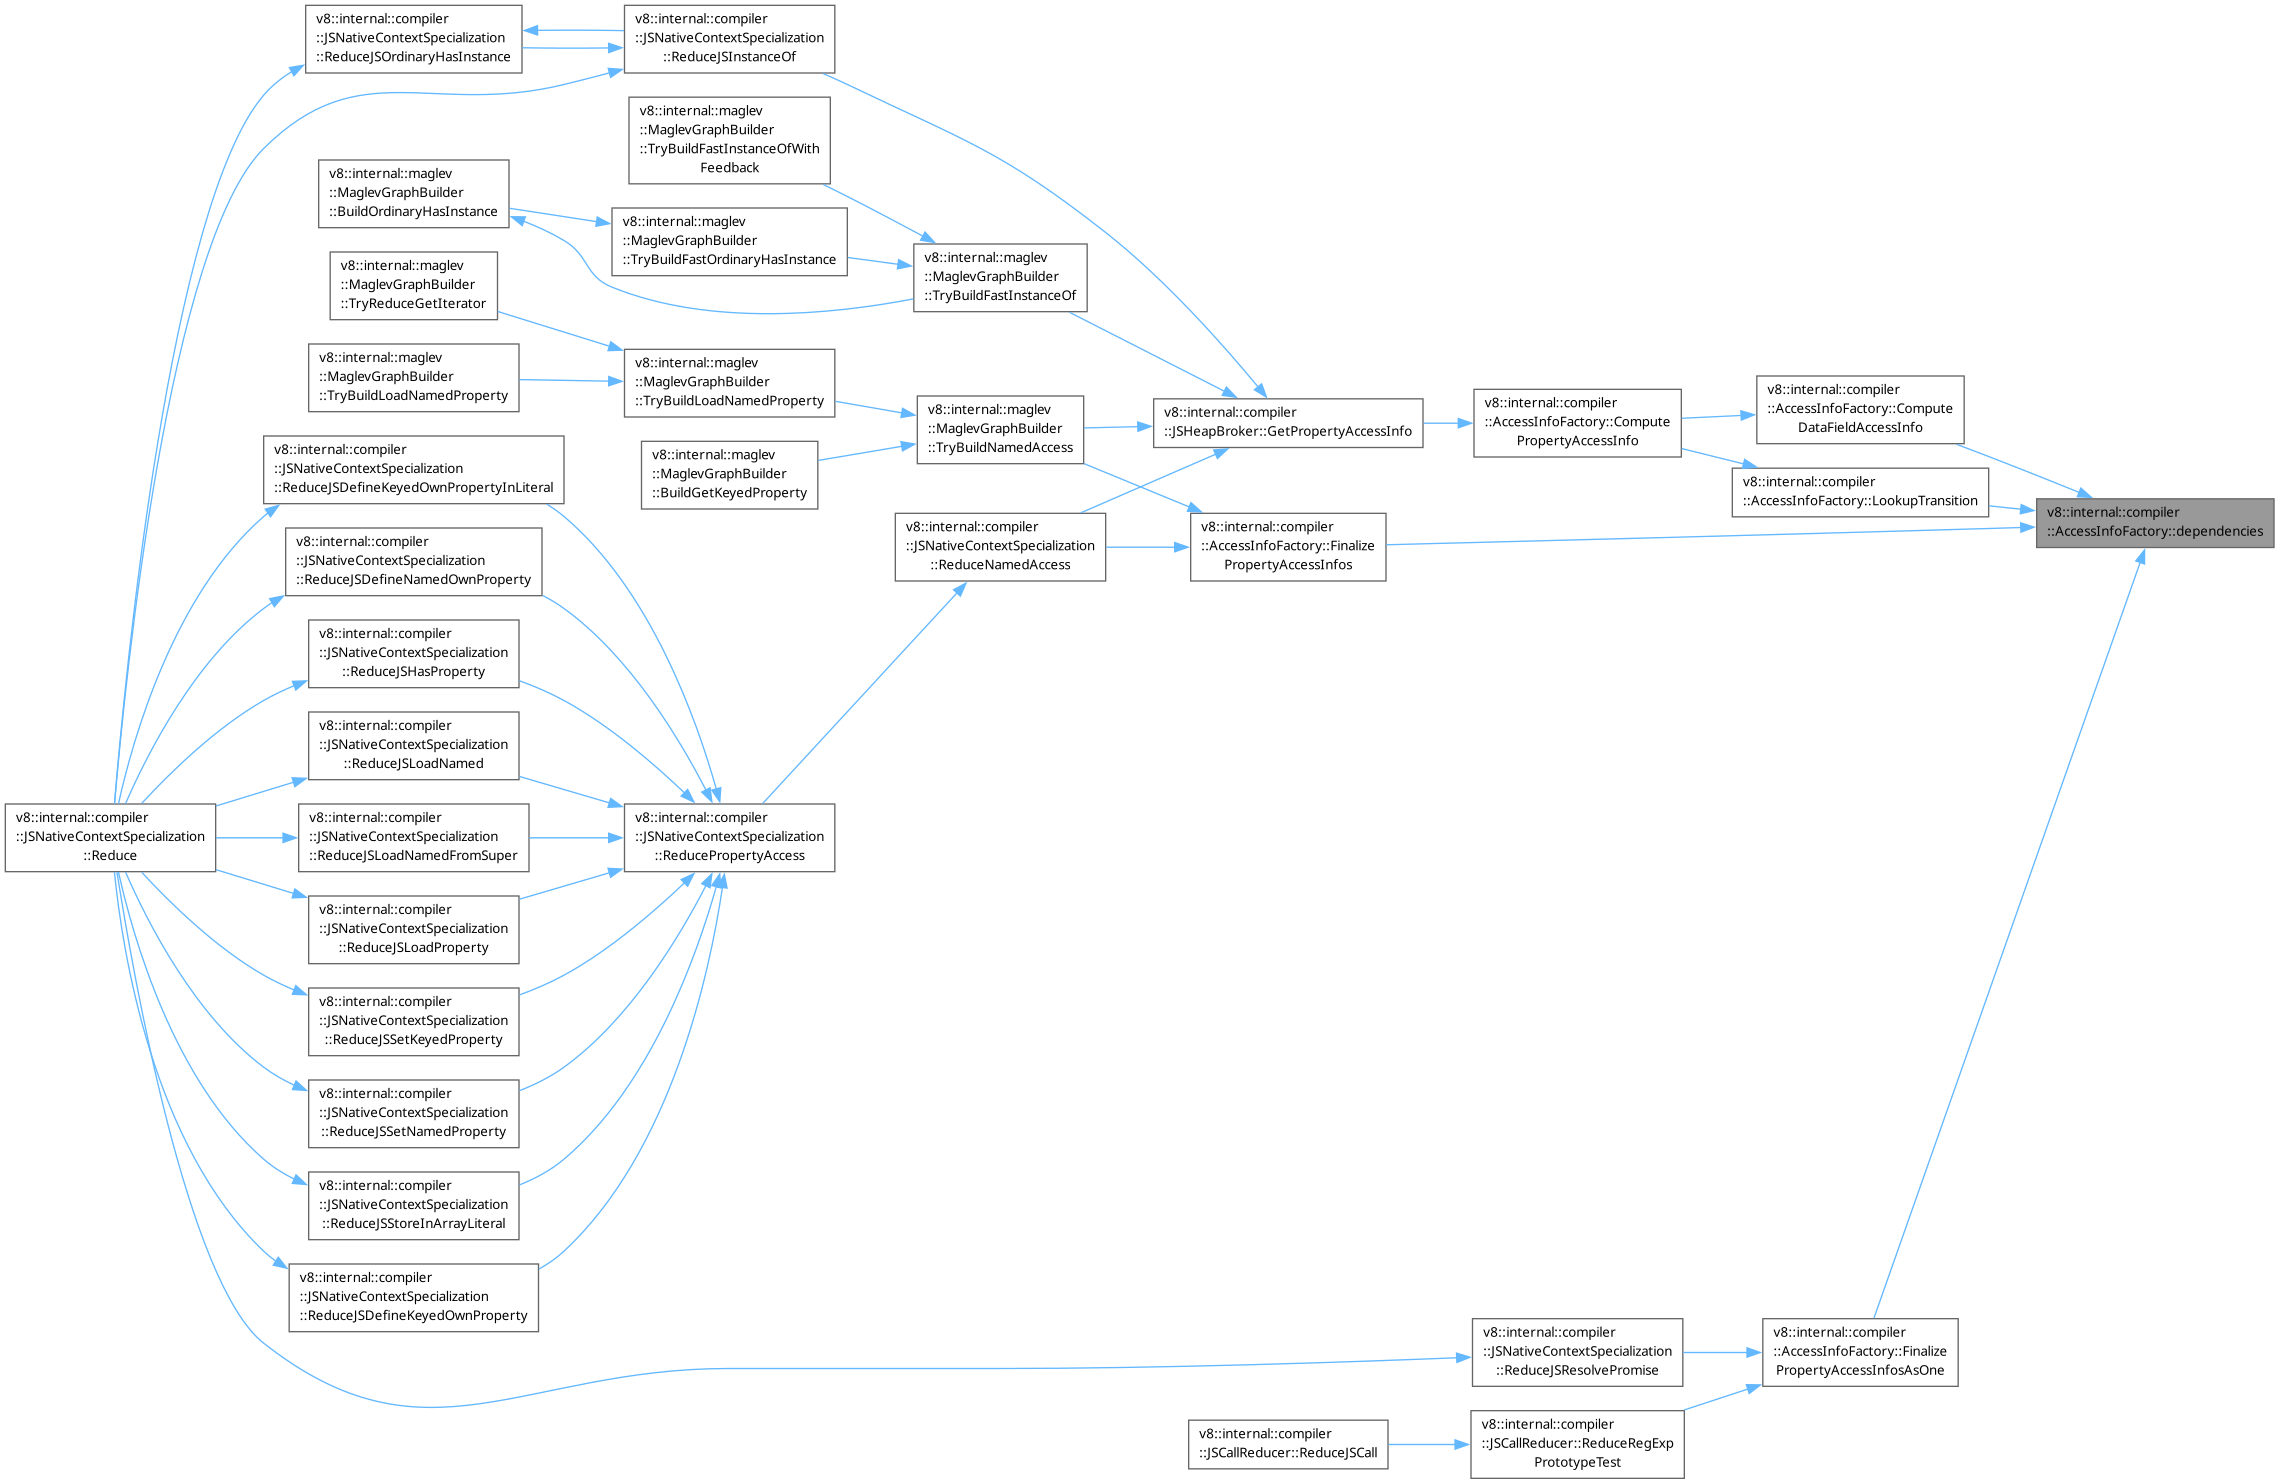 v8::internal::compiler
::JSNativeContextSpecialization
::ReduceJSOrdinaryHasInstance
v8::internal::compiler
::JSNativeContextSpecialization
::ReduceJSInstanceOf
v8::internal::maglev
::MaglevGraphBuilder
::TryBuildFastInstanceOfWith
Feedback
v8::internal::maglev
::MaglevGraphBuilder
::BuildOrdinaryHasInstance
v8::internal::maglev
::MaglevGraphBuilder
::TryBuildFastOrdinaryHasInstance
v8::internal::maglev
::MaglevGraphBuilder
::TryBuildFastInstanceOf
v8::internal::maglev
::MaglevGraphBuilder
::TryReduceGetIterator
v8::internal::maglev
::MaglevGraphBuilder
::TryBuildLoadNamedProperty
v8::internal::maglev
::MaglevGraphBuilder
::TryBuildLoadNamedProperty
v8::internal::maglev
::MaglevGraphBuilder
::TryBuildNamedAccess
v8::internal::compiler
::JSHeapBroker::GetPropertyAccessInfo
v8::internal::compiler
::AccessInfoFactory::Compute
PropertyAccessInfo
v8::internal::compiler
::AccessInfoFactory::Compute
DataFieldAccessInfo
v8::internal::maglev
::MaglevGraphBuilder
::BuildGetKeyedProperty
v8::internal::compiler
::AccessInfoFactory::LookupTransition
v8::internal::compiler
::AccessInfoFactory::dependencies
v8::internal::compiler
::JSNativeContextSpecialization
::ReduceJSDefineKeyedOwnPropertyInLiteral
v8::internal::compiler
::JSNativeContextSpecialization
::ReduceNamedAccess
v8::internal::compiler
::AccessInfoFactory::Finalize
PropertyAccessInfos
v8::internal::compiler
::JSNativeContextSpecialization
::ReduceJSDefineNamedOwnProperty
v8::internal::compiler
::JSNativeContextSpecialization
::ReduceJSHasProperty
v8::internal::compiler
::JSNativeContextSpecialization
::ReduceJSLoadNamed
v8::internal::compiler
::JSNativeContextSpecialization
::Reduce
v8::internal::compiler
::JSNativeContextSpecialization
::ReduceJSLoadNamedFromSuper
v8::internal::compiler
::JSNativeContextSpecialization
::ReducePropertyAccess
v8::internal::compiler
::JSNativeContextSpecialization
::ReduceJSLoadProperty
v8::internal::compiler
::JSNativeContextSpecialization
::ReduceJSSetKeyedProperty
v8::internal::compiler
::JSNativeContextSpecialization
::ReduceJSSetNamedProperty
v8::internal::compiler
::JSNativeContextSpecialization
::ReduceJSStoreInArrayLiteral
v8::internal::compiler
::JSNativeContextSpecialization
::ReduceJSDefineKeyedOwnProperty
v8::internal::compiler
::JSNativeContextSpecialization
::ReduceJSResolvePromise
v8::internal::compiler
::AccessInfoFactory::Finalize
PropertyAccessInfosAsOne
v8::internal::compiler
::JSCallReducer::ReduceJSCall
v8::internal::compiler
::JSCallReducer::ReduceRegExp
PrototypeTest